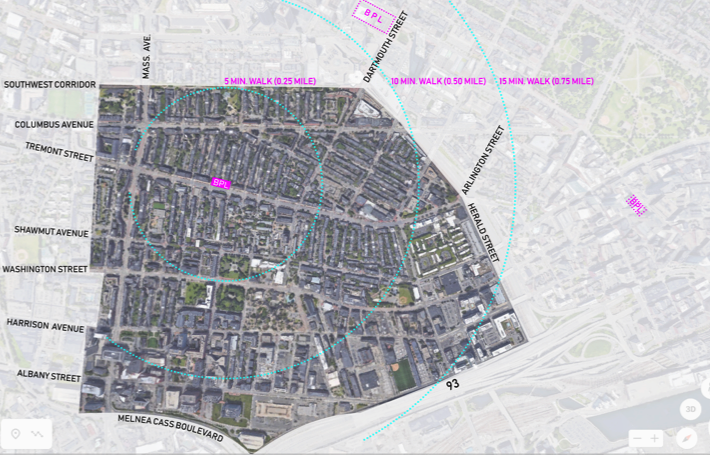 BPL
DARTMOUTH STREET
MASS. AVE.
5 MIN. WALK (0.25 MILE)
10 MIN. WALK (0.50 MILE)
15 MIN. WALK (0.75 MILE)
SOUTHWEST CORRIDOR
COLUMBUS AVENUE
TREMONT STREET
ARLINGTON STREET
BPL
BPL
HERALD STREET
SHAWMUT AVENUE
WASHINGTON STREET
HARRISON AVENUE
ALBANY STREET
93
MELNEA CASS BOULEVARD
3D